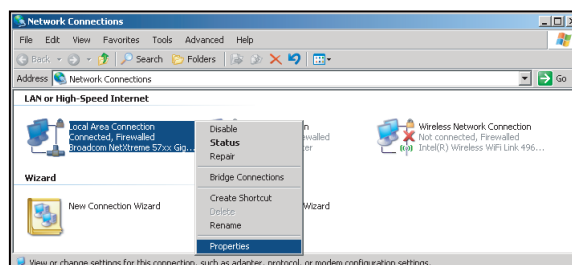 Network Connections
File Edit View Favorites Tools Advanced Help
Back Search Folders
Address Network Connections Go
LAN or High-Speed Internet
Local Area Connection
Connected, Firewalled
Broadcom NetXtreme 57xx Gig...
Wireless Network Connection
Not connected, Firewalled
Intel(R) Wireless WiFi Link 496...
Disable
Status
Repair
Bridge Connections
Create Shortcut
Delete
Rename
Properties
Wizard
New Connection Wizard
Wizard
View or change settings for this connection, such as adapter, protocol, or modem configuration settings.